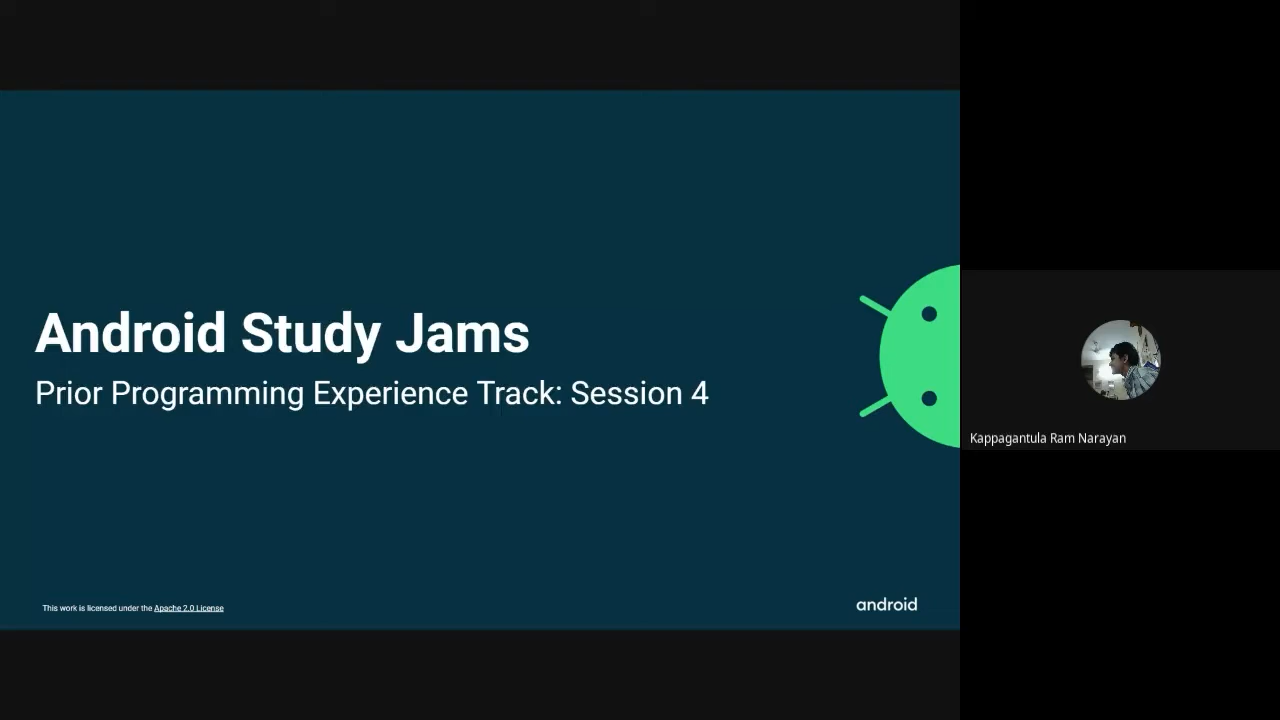 Android Study Jams
Prior Programming Experience Track: Session 4
Kappagantula Ram Narayan
This work is licensed under the Apache 2.0 License
android